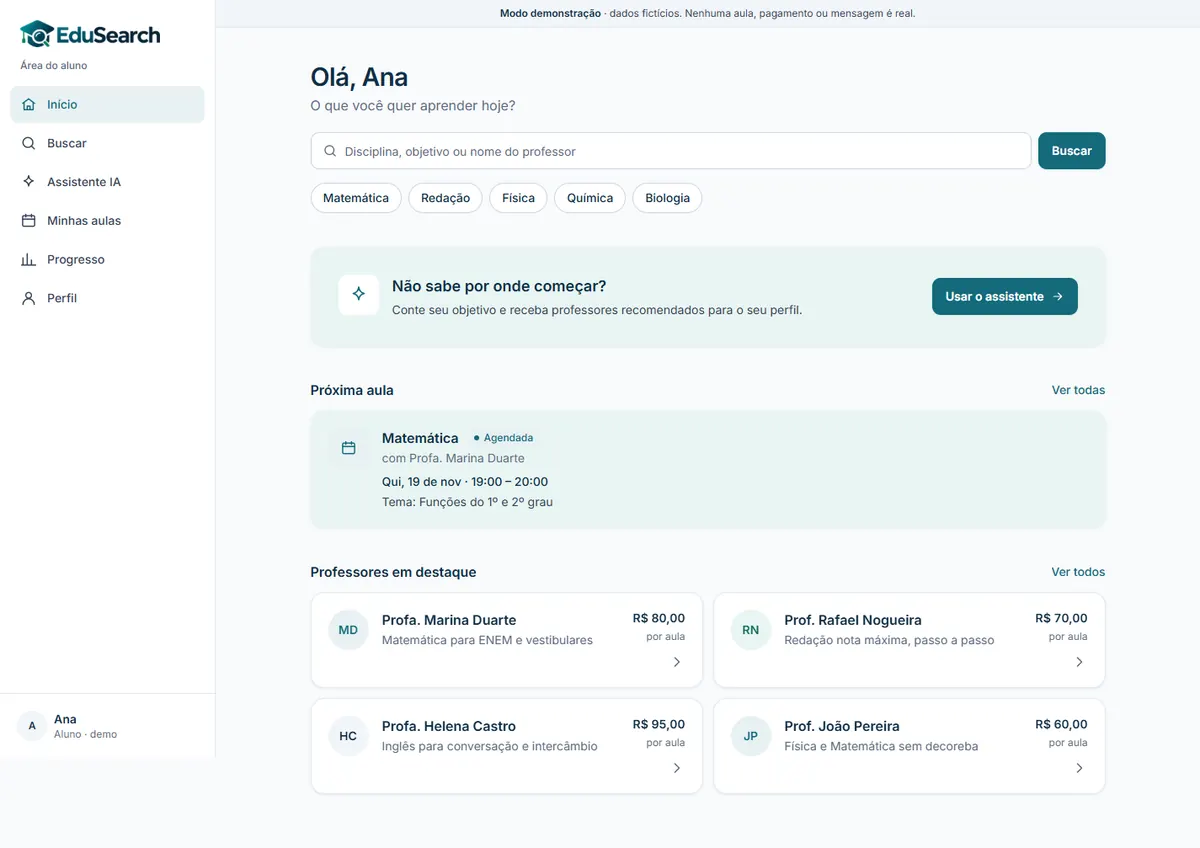 Modo demonstração · dados fictícios. Nenhuma aula, pagamento ou mensagem é real.
EduSearch
Área do aluno
Início
Buscar
Assistente IA
Minhas aulas
Progresso
Perfil
A
Ana
Aluno · demo
Olá, Ana
O que você quer aprender hoje?
Disciplina, objetivo ou nome do professor
Buscar
Matemática
Redação
Física
Química
Biologia
Não sabe por onde começar?
Conte seu objetivo e receba professores recomendados para o seu perfil.
Usar o assistente
Próxima aula
Ver todas
Matemática
Agendada
com Profa. Marina Duarte
Qui, 19 de nov · 19:00 – 20:00
Tema: Funções do 1º e 2º grau
Professores em destaque
Ver todos
MD
Profa. Marina Duarte
Matemática para ENEM e vestibulares
R$ 80,00
por aula
RN
Prof. Rafael Nogueira
Redação nota máxima, passo a passo
R$ 70,00
por aula
HC
Profa. Helena Castro
Inglês para conversação e intercâmbio
R$ 95,00
por aula
JP
Prof. João Pereira
Física e Matemática sem decoreba
R$ 60,00
por aula